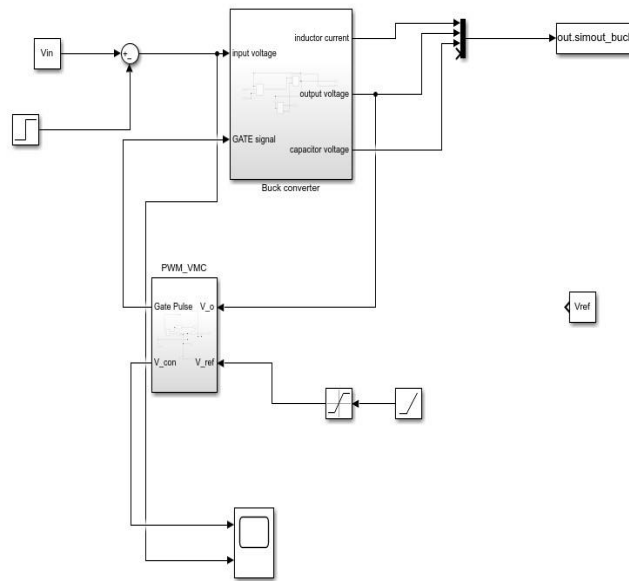 Vin
input voltage
inductor current
output voltage
GATE signal
capacitor voltage
Buck converter
out.simout_buck
PWM_VMC
Gate Pulse
V_o
V_con
V_ref
Vref